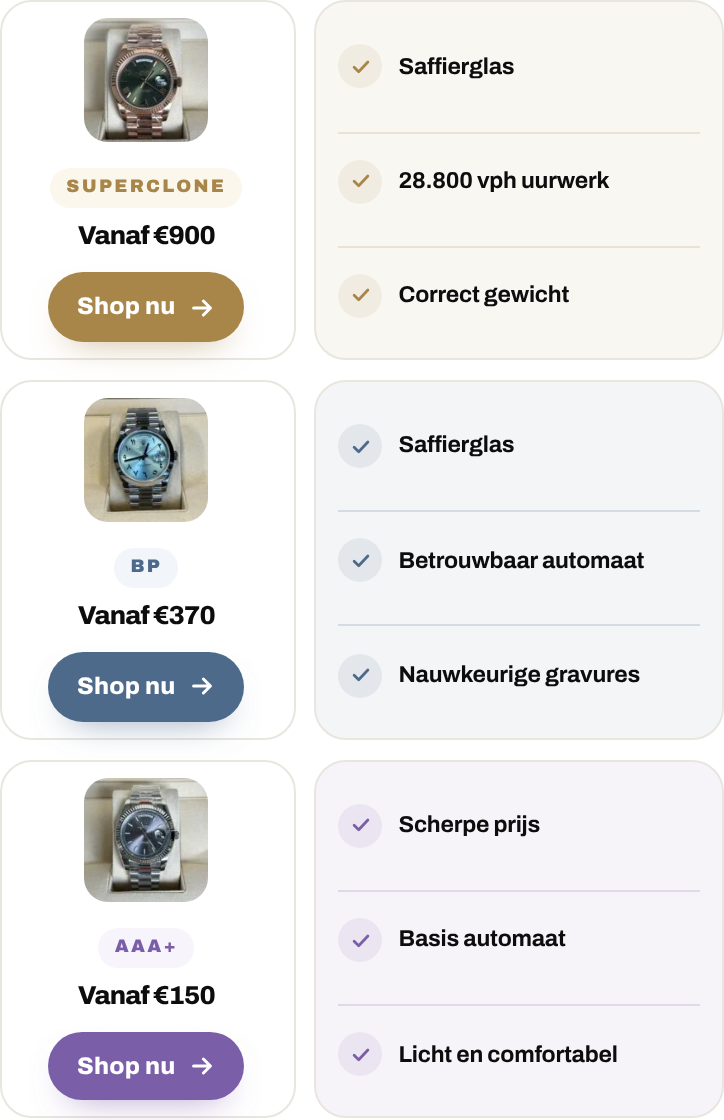 SUPERCLONE
Vanaf €900
Shop nu
Saffierglas
28.800 vph uurwerk
Correct gewicht
BP
Vanaf €370
Shop nu
Saffierglas
Betrouwbaar automaat
Nauwkeurige gravures
AAA+
Vanaf €150
Shop nu
Scherpe prijs
Basis automaat
Licht en comfortabel